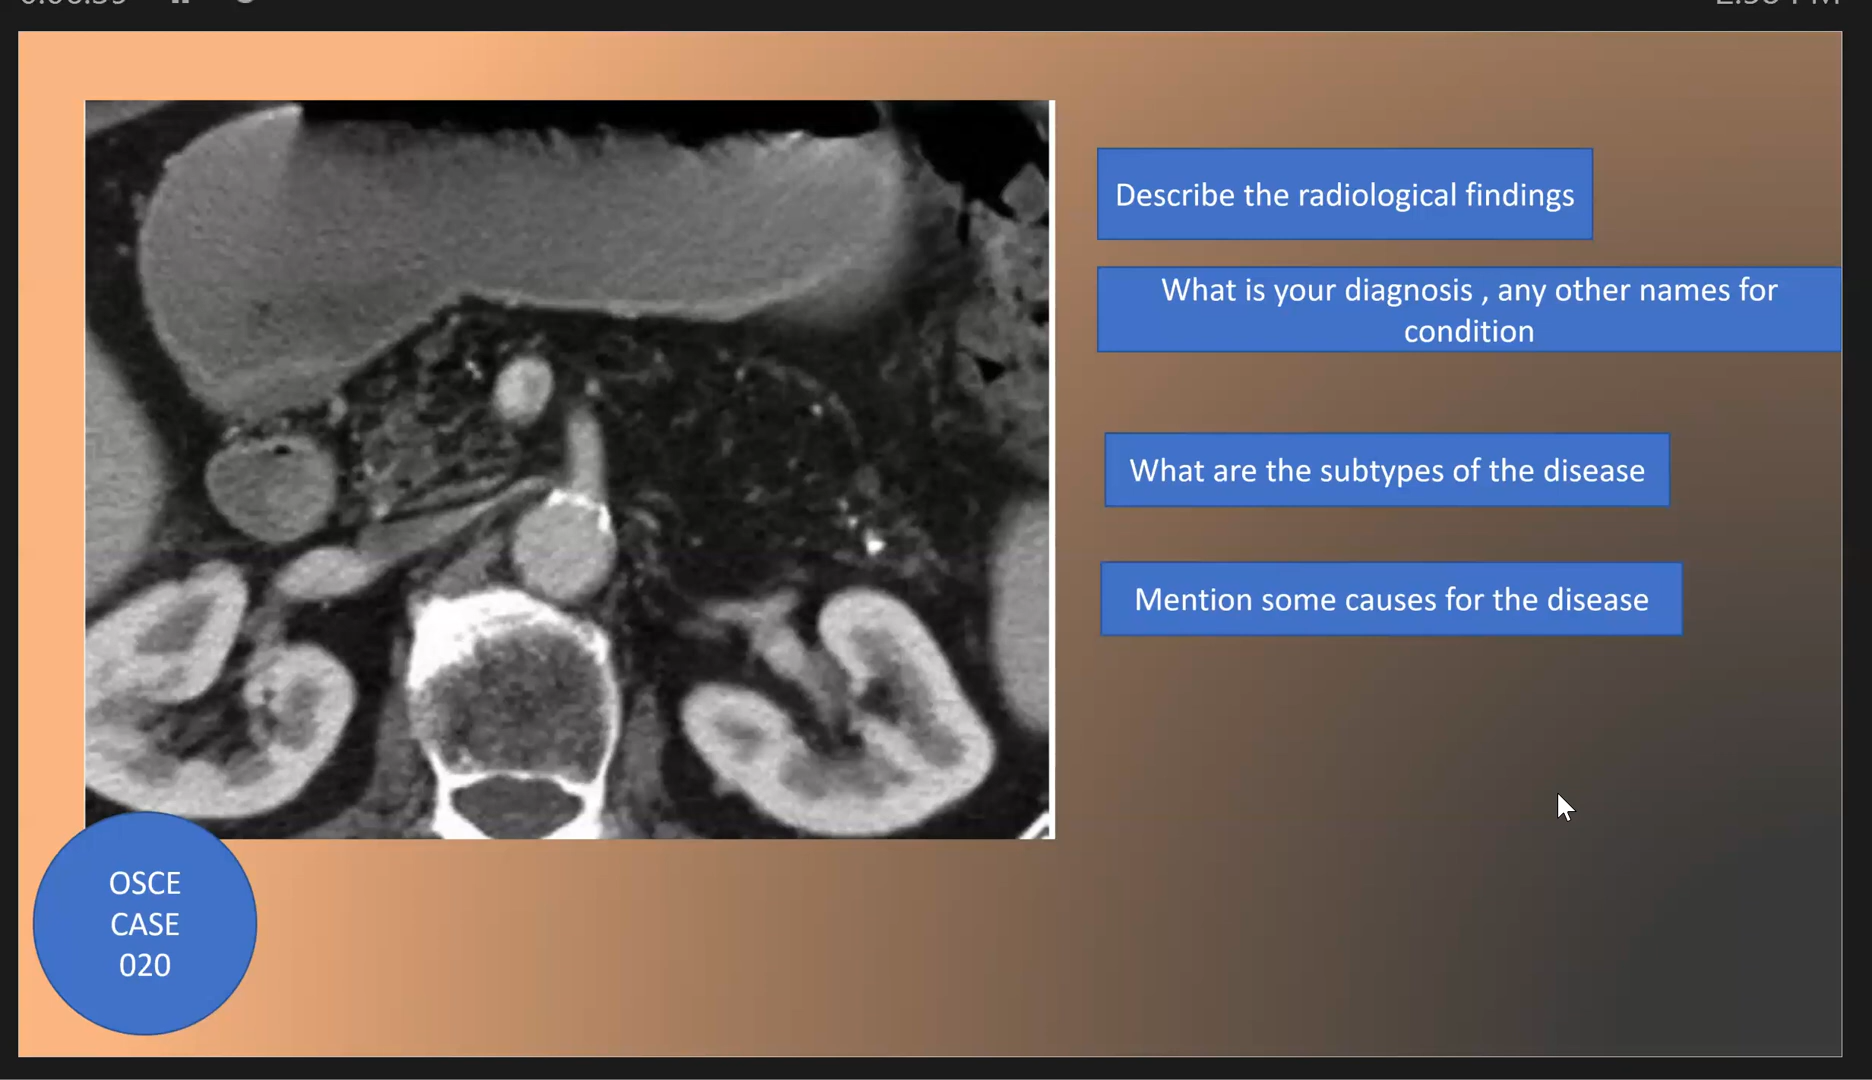 Describe the radiological findings
What is your diagnosis , any other names for
condition
What are the subtypes of the disease
Mention some causes for the disease
OSCE
CASE
020